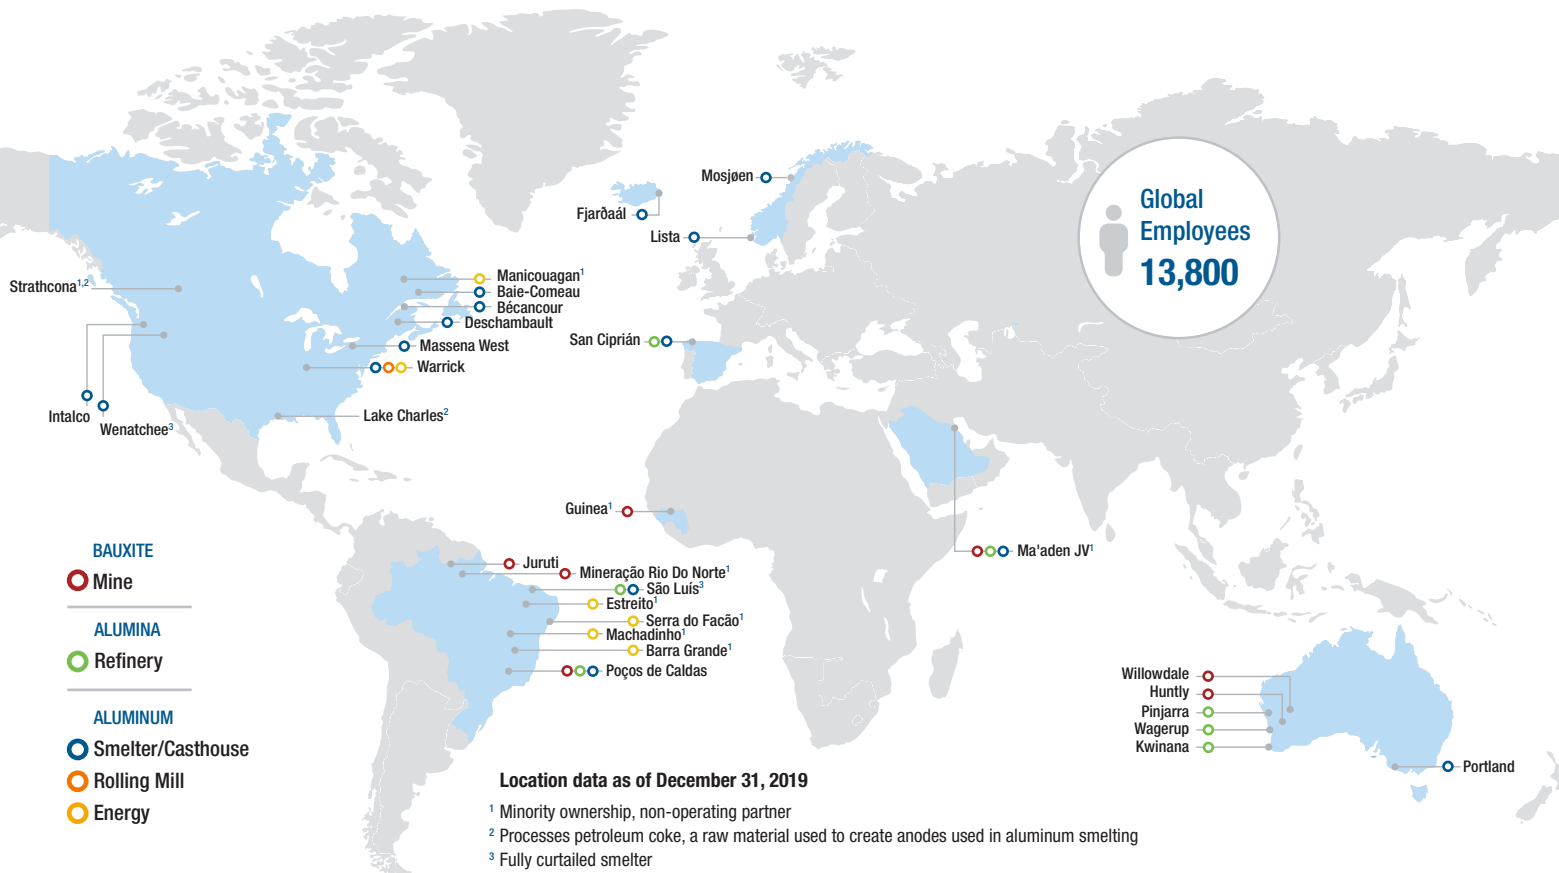 Mosjøen
Fjarðaál
Lista
Global
Employees
13,800
Strathcona1,2
Manicouagan1
Baie-Comeau
Bécancour
Deschambault
Massena West
Warrick
Lake Charles2
Intalco
Wenatchee3
San Ciprián
Guinea1
Ma'aden JV1
Juruti
Mineração Rio Do Norte1
São Luís3
Estreito1
Serra do Facão1
Machadinho1
Barra Grande1
Poços de Caldas
Willowdale
Huntly
Pinjarra
Wagerup
Kwinana
Portland
BAUXITE
Mine
ALUMINA
Refinery
ALUMINUM
Smelter/Casthouse
Rolling Mill
Energy
Location data as of December 31, 2019
1 Minority ownership, non-operating partner
2 Processes petroleum coke, a raw material used to create anodes used in aluminum smelting
3 Fully curtailed smelter